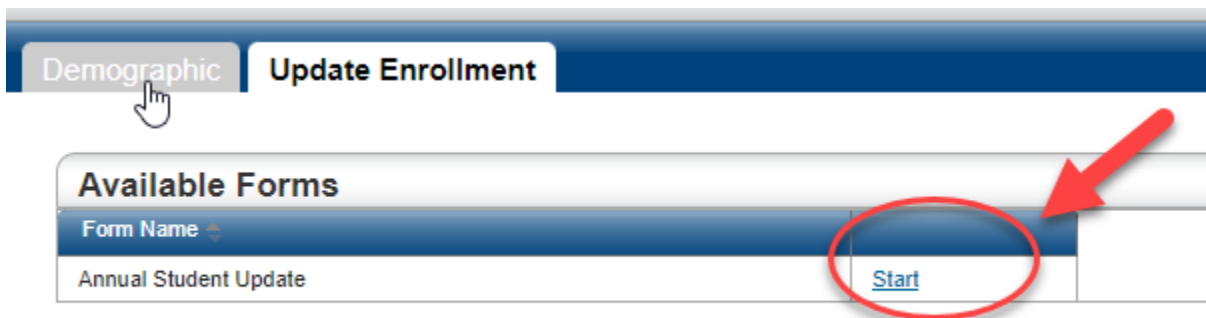 Demographic Update Enrollment
Available Forms
Form Name
Annual Student Update Start